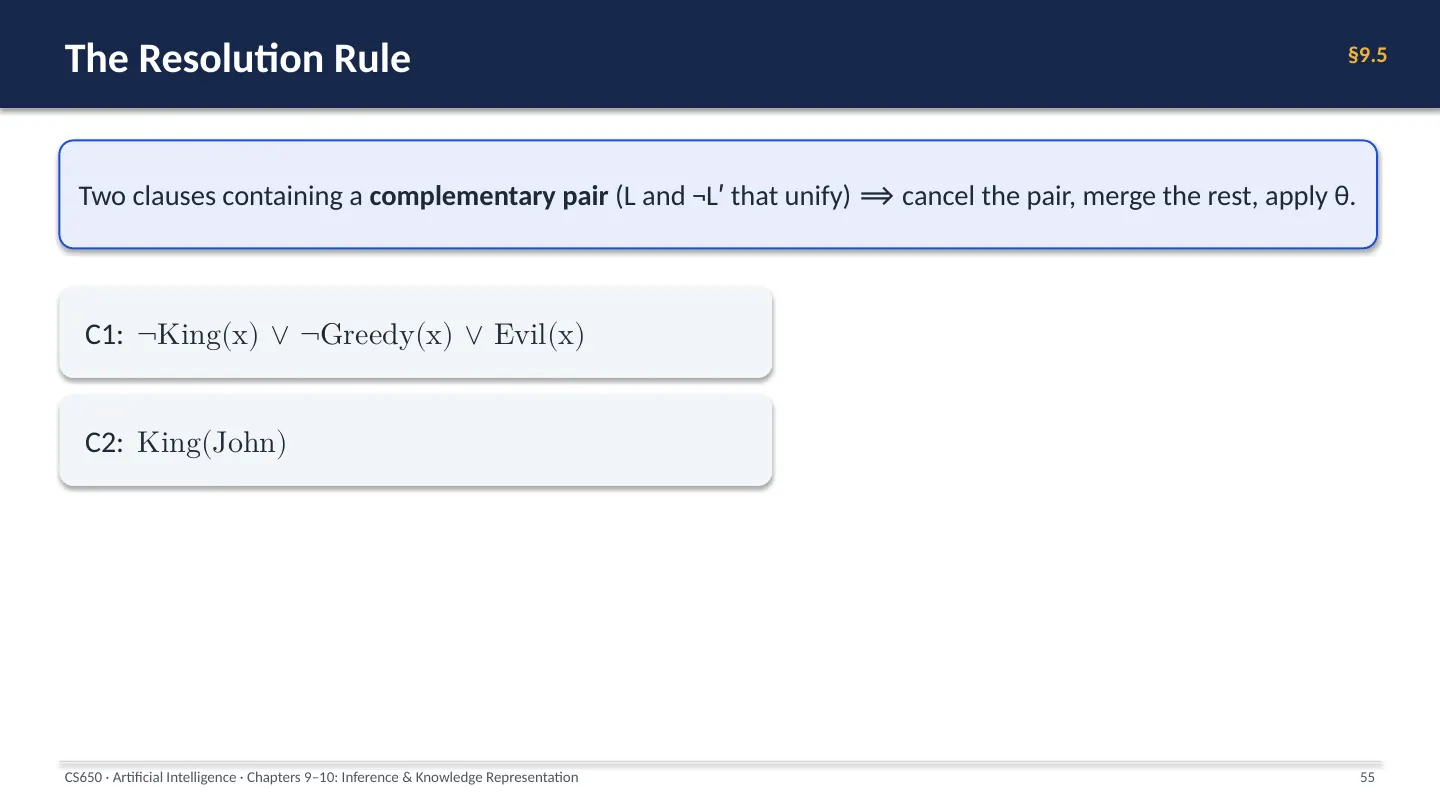 The Resolution Rule
§9.5
Two clauses containing a complementary pair (L and ¬L′ that unify) ⟹ cancel the pair, merge the rest, apply θ.
C1: ¬King(x) ∨ ¬Greedy(x) ∨ Evil(x)
C2: King(John)
CS650 · Artificial Intelligence · Chapters 9–10: Inference & Knowledge Representation
55